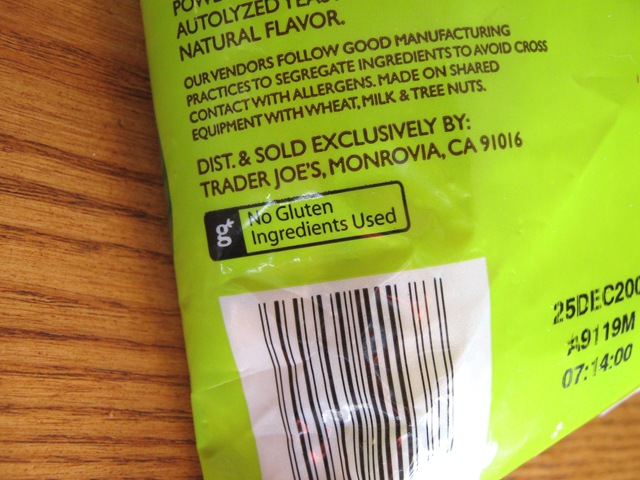 AUTOLYZED YEAST
NATURAL FLAVOR.
OUR VENDORS FOLLOW GOOD MANUFACTURING
PRACTICES TO SEGREGATE INGREDIENTS TO AVOID CROSS
CONTACT WITH ALLERGENS. MADE ON SHARED
EQUIPMENT WITH WHEAT, MILK & TREE NUTS.
DIST. & SOLD EXCLUSIVELY BY:
TRADER JOE'S, MONROVIA, CA 91016
g* No Gluten
Ingredients Used
25DEC200
A9119M
07:14:00